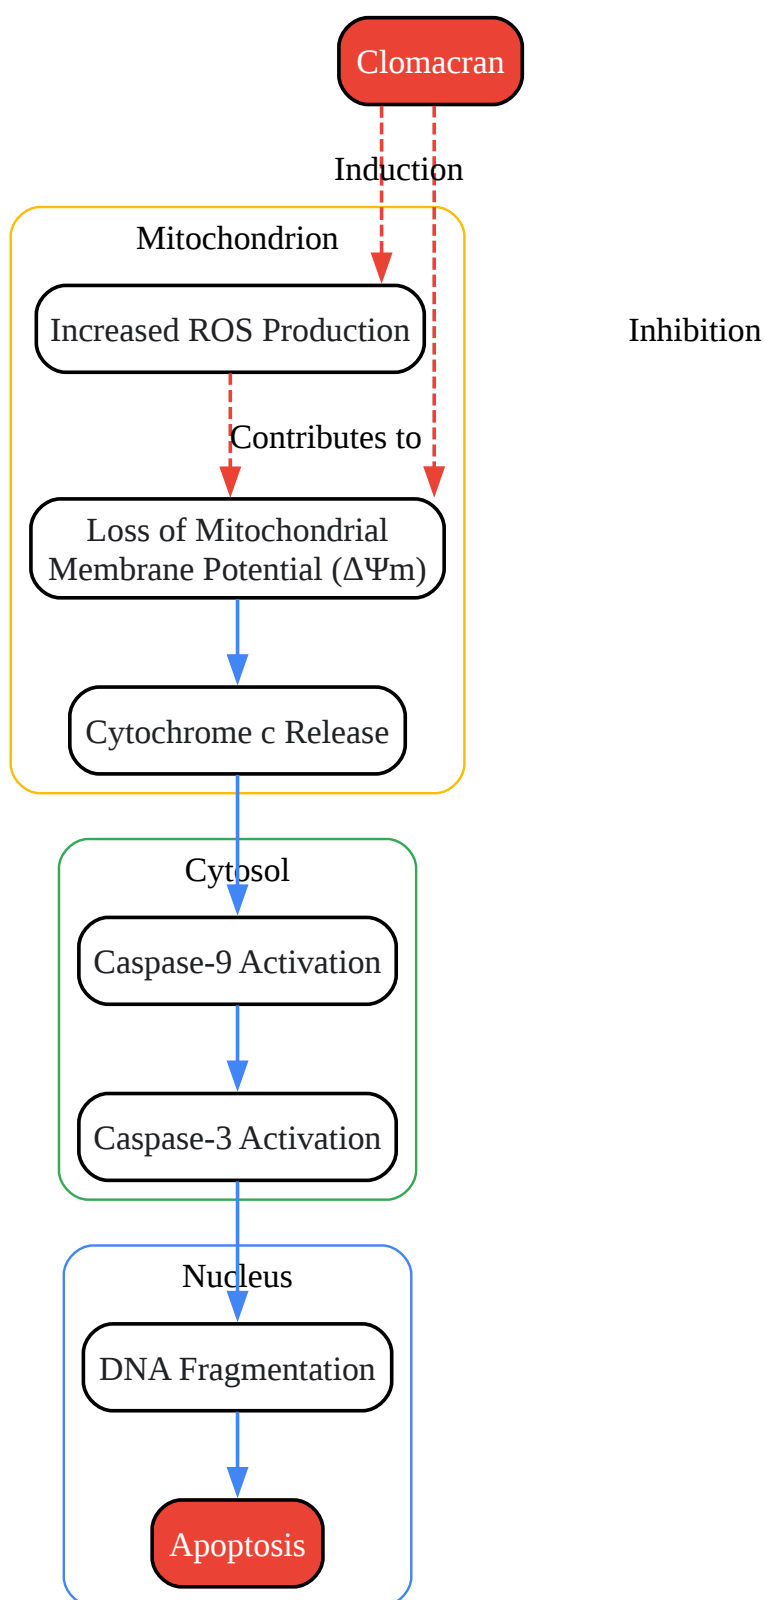 Clomacran
Induction
Mitochondrion
Increased ROS Production
Inhibition
Contributes to
Loss of Mitochondrial
Membrane Potential (ΔΨm)
Cytochrome c Release
Cytosol
Caspase-9 Activation
Caspase-3 Activation
Nucleus
DNA Fragmentation
Apoptosis